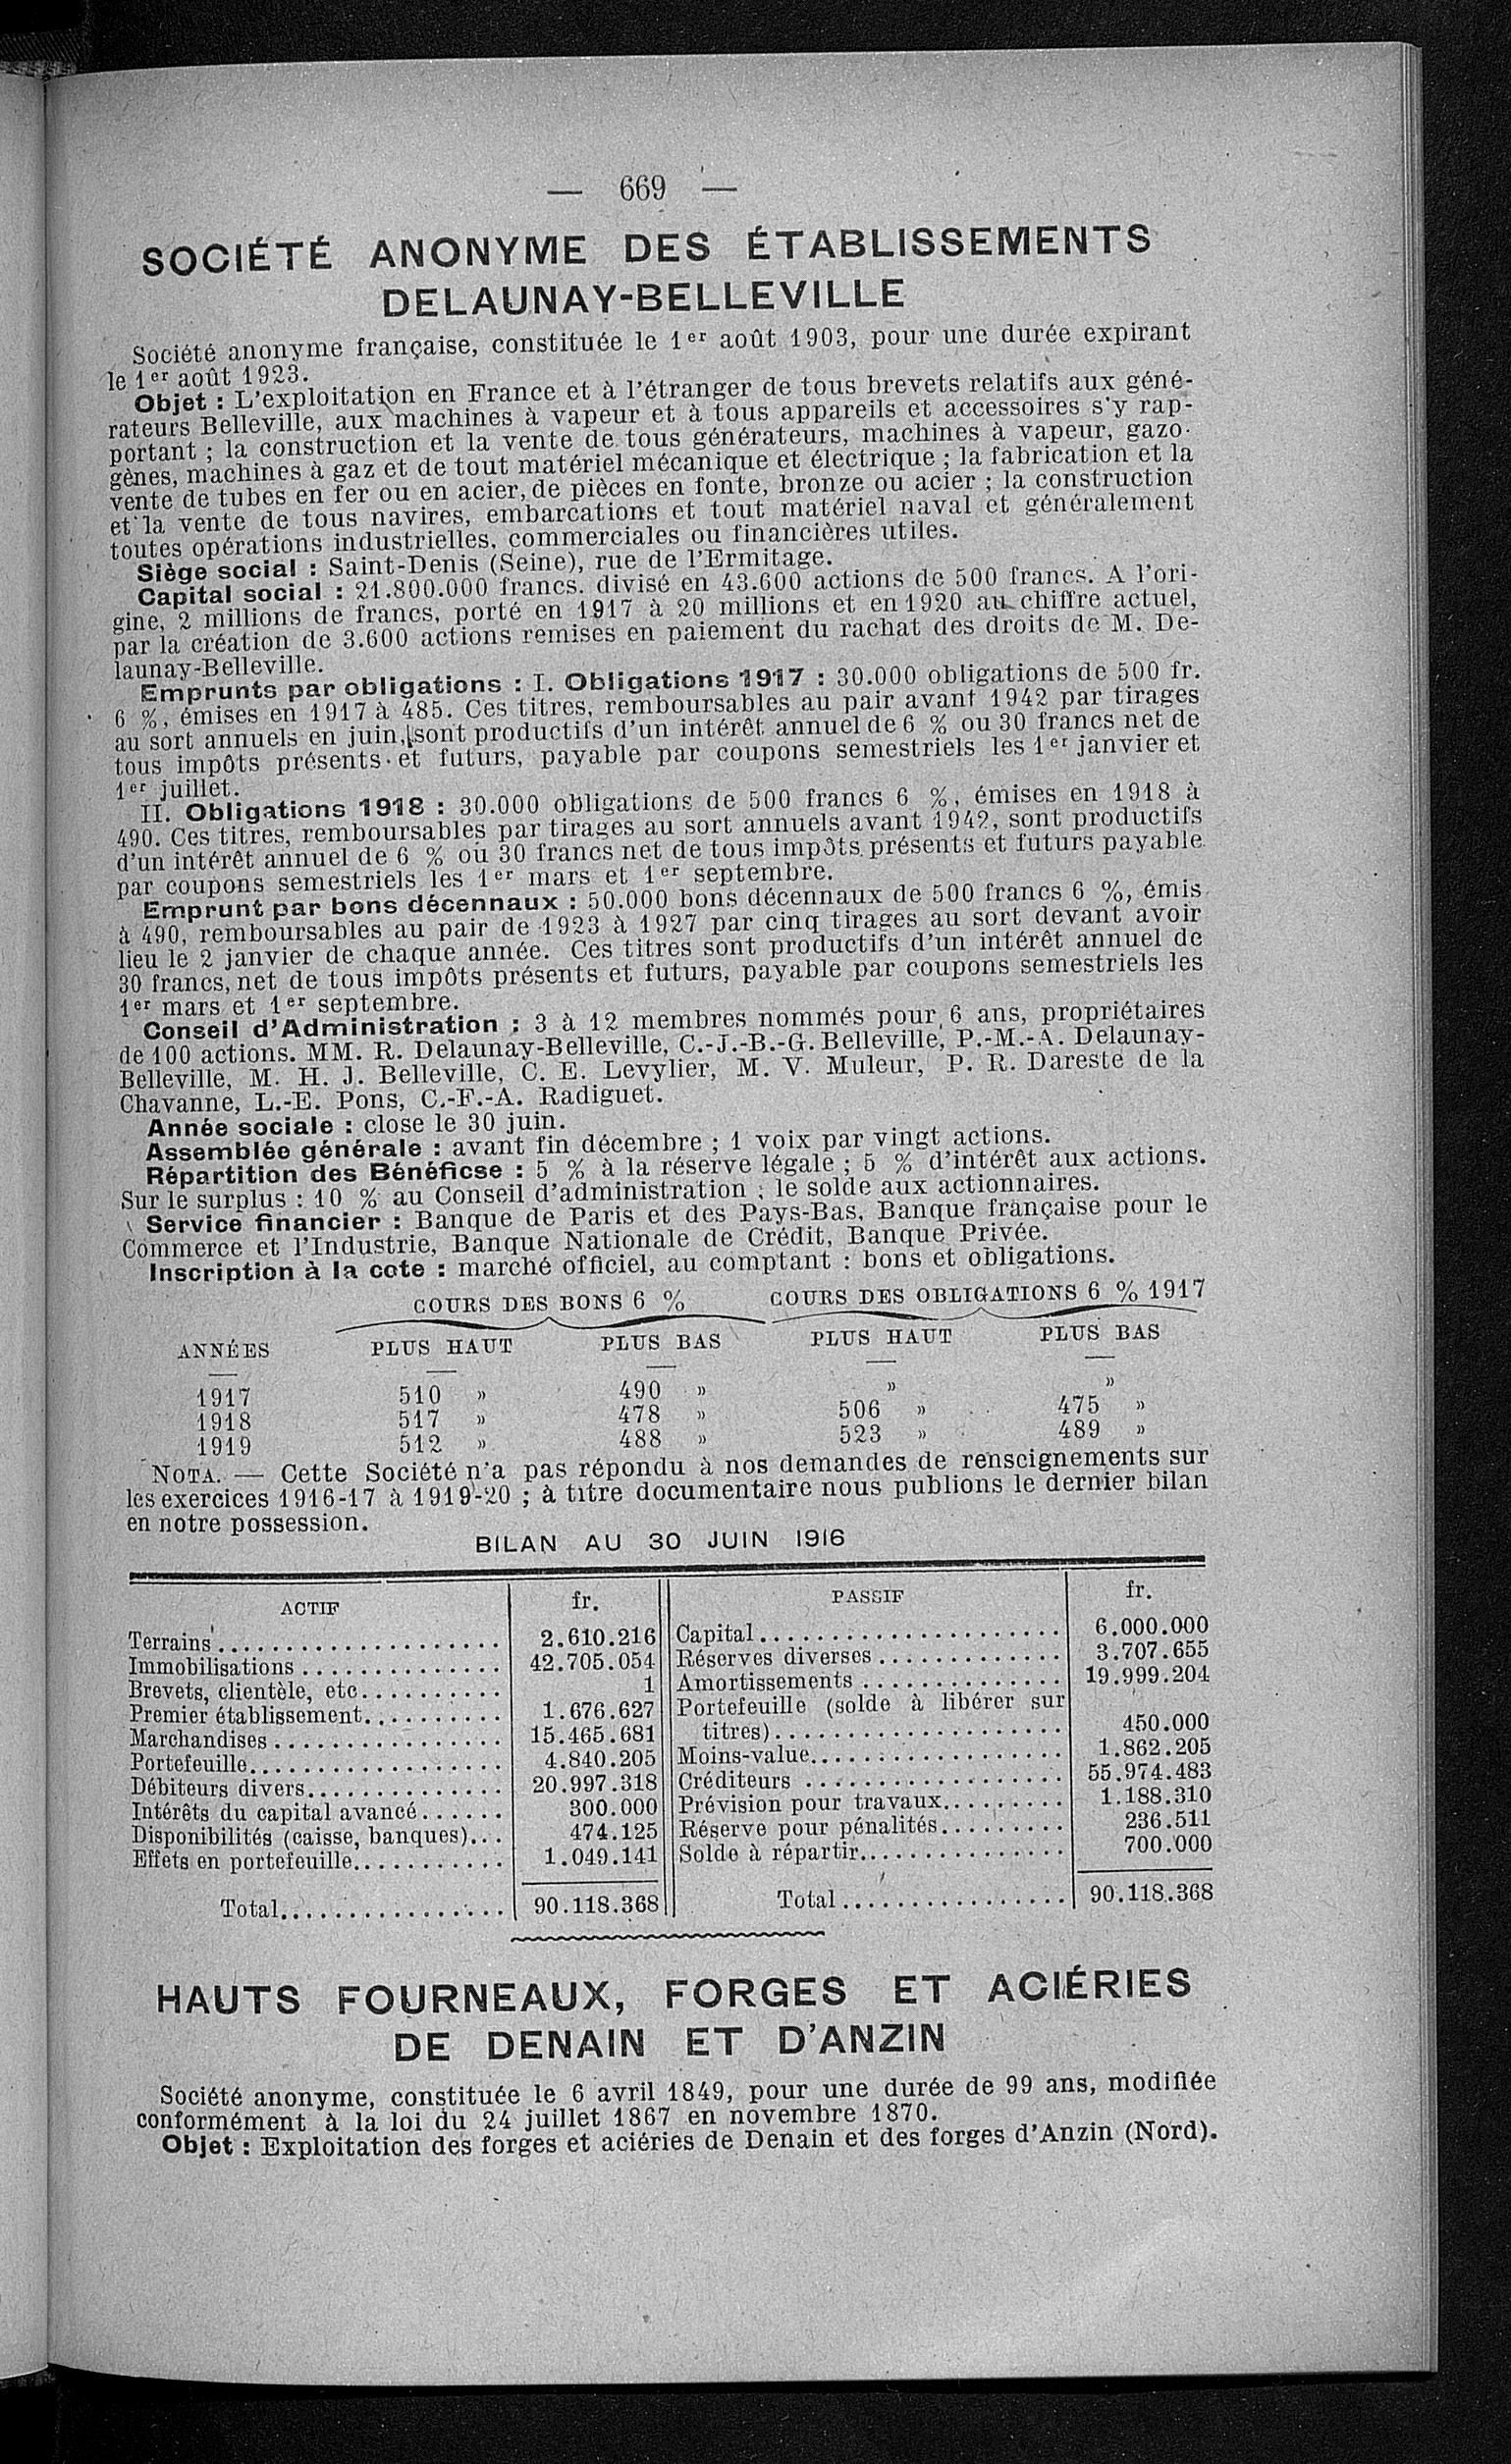 — 669 —
SOCIÉTÉ ANONYME DES ÉTABLISSEMENTS
DELAUNAY-BELLEVILLE
Société anonyme française, constituée le 1er août 1903, pour une durée expirant
le 1er août 1923.
Objet : L'exploitation en France et à l'étranger de tous brevets relatifs aux géné-
rateurs Belleville, aux machines à vapeur et à tous appareils et accessoires s'y rap-
portant ; la construction et la vente de tous générateurs, machines à vapeur, gazo-
gènes, machines à gaz et de tout matériel mécanique et électrique ; la fabrication et la
vente de tubes en fer ou en acier, de pièces en fonte, bronze ou acier ; la construction
et la vente de tous navires, embarcations et tout matériel naval et généralement
toutes opérations industrielles, commerciales ou financières utiles.
Siège social : Saint-Denis (Seine), rue de l'Ermitage.
Capital social : 21.800.000 francs. divisé en 43.600 actions de 500 francs. A l'ori-
gine, 2 millions de francs, porté en 1917 à 20 millions et en 1920 au chiffre actuel,
par la création de 3.600 actions remises en paiement du rachat des droits de M. De-
launay-Belleville.
Emprunts par obligations : I. Obligations 1917 : 30.000 obligations de 500 fr.
6 %, émises en 1917 à 485. Ces titres, remboursables au pair avant 1942 par tirages
au sort annuels en juin, sont productifs d'un intérêt annuel de 6 % ou 30 francs net de
tous impôts présents et futurs, payable par coupons semestriels les 1er janvier et
1er juillet.
II. Obligations 1918 : 30.000 obligations de 500 francs 6 %, émises en 1918 à
490. Ces titres, remboursables par tirages au sort annuels avant 1942, sont productifs
d'un intérêt annuel de 6 % où 30 francs net de tous impôts présents et futurs payable
par coupons semestriels les 1er mars et 1er septembre.
Emprunt par bons décennaux : 50.000 bons décennaux de 500 francs 6 %, émis
à 490, remboursables au pair de 1923 à 1927 par cinq tirages au sort devant avoir
lieu le 2 janvier de chaque année. Ces titres sont productifs d'un intérêt annuel de
30 francs, net de tous impôts présents et futurs, payable par coupons semestriels les
1er mars et 1er septembre.
Conseil d'Administration : 3 à 12 membres nommés pour 6 ans, propriétaires
de 100 actions. MM. R. Delaunay-Belleville, C.-J.-B.-G. Belleville, P.-M.-A. Delaunay-
Belleville, M. H. J. Belleville, C. E. Levylier, M. V. Muleur, P. R. Dareste de la
Chavanne, L.-E. Pons, C.-F.-A. Radiguet.
Année sociale : close le 30 juin.
Assemblée générale : avant fin décembre ; 1 voix par vingt actions.
Répartition des Bénéficse : 5 % à la réserve légale ; 5 % d'intérêt aux actions.
Sur le surplus : 10 % au Conseil d'administration ; le solde aux actionnaires.
Service financier : Banque de Paris et des Pays-Bas, Banque française pour le
Commerce et l'Industrie, Banque Nationale de Crédit, Banque Privée.
Inscription à la cote : marché officiel, au comptant : bons et obligations.
COURS DES BONS 6 % COURS DES OBLIGATIONS 6 % 1917
ANNÉES PLUS HAUT PLUS BAS PLUS HAUT PLUS BAS
1917 510 » 490 » » »
1918 517 » 478 » 506 » 475 »
1919 512 » 488 » 523 » 489 »
NOTA. — Cette Société n'a pas répondu à nos demandes de renseignements sur
les exercices 1916-17 à 1919-20 ; à titre documentaire nous publions le dernier bilan
en notre possession.
BILAN AU 30 JUIN 1916
ACTIF fr. PASSIF fr.
Terrains.................... 2.610.216 Capital...................... 6.000.000
Immobilisations.............. 42.705.054 Réserves diverses............. 3.707.655
Brevets, clientèle, etc.......... 1 Amortissements.............. 19.999.204
Premier établissement.......... 1.676.627 Portefeuille (solde à libérer sur
Marchandises................ 15.465.681 titres)..................... 450.000
Portefeuille.................. 4.840.205 Moins-value.................. 1.862.205
Débiteurs divers.............. 20.997.318 Créditeurs................... 55.974.483
Intérêts du capital avancé...... 300.000 Prévision pour travaux......... 1.188.310
Disponibilités (caisse, banques)... 474.125 Réserve pour pénalités......... 236.511
Effets en portefeuille........... 1.049.141 Solde à répartir............... 700.000
Total................ 90.118.368 Total................ 90.118.368
HAUTS FOURNEAUX, FORGES ET ACIÉRIES
DE DENAIN ET D'ANZIN
Société anonyme, constituée le 6 avril 1849, pour une durée de 99 ans, modifiée
conformément à la loi du 24 juillet 1867 en novembre 1870.
Objet : Exploitation des forges et aciéries de Denain et des forges d'Anzin (Nord).